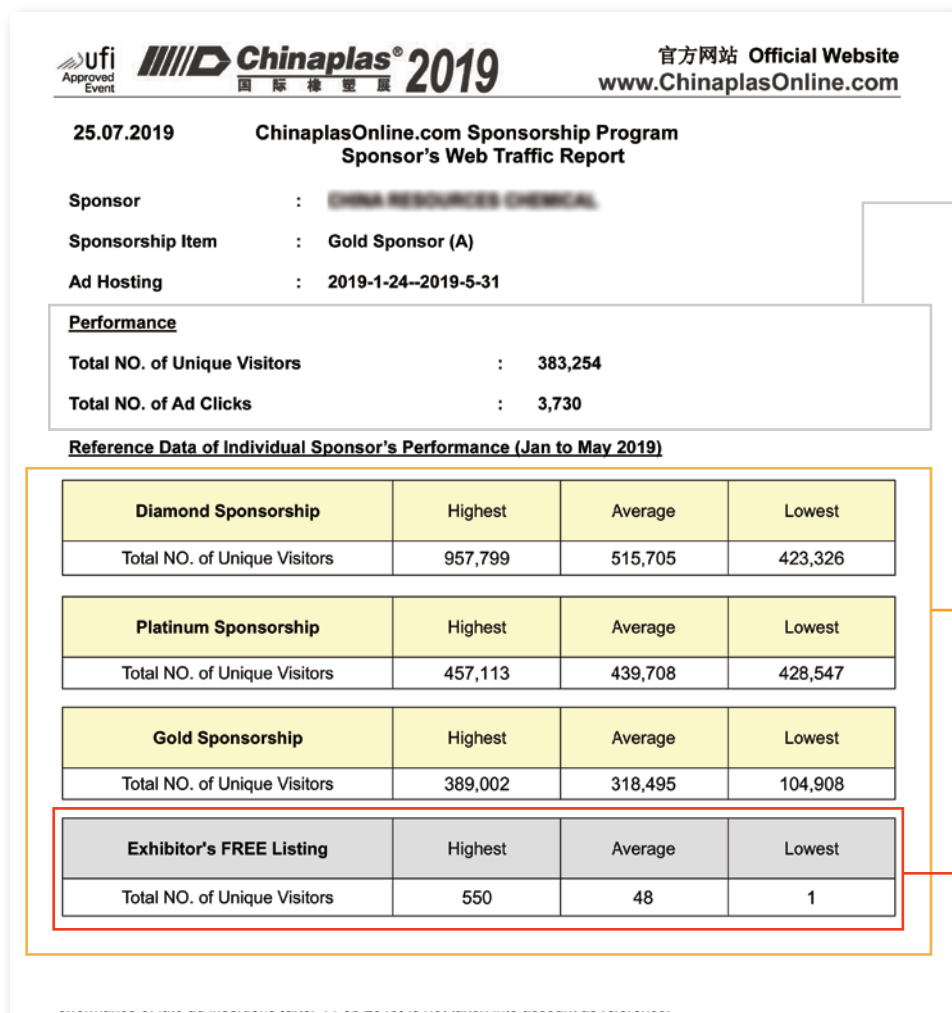 ufi
Approved
Event
Chinaplas® 2019
国际橡塑展
官方网站 Official Website
www.ChinaplasOnline.com
25.07.2019 ChinaplasOnline.com Sponsorship Program
Sponsor's Web Traffic Report
Sponsor : CHINA RESOURCES CHEMICAL
Sponsorship Item : Gold Sponsor (A)
Ad Hosting : 2019-1-24--2019-5-31
Performance
Total NO. of Unique Visitors : 383,254
Total NO. of Ad Clicks : 3,730
Reference Data of Individual Sponsor's Performance (Jan to May 2019)
Diamond Sponsorship Highest Average Lowest
Total NO. of Unique Visitors 957,799 515,705 423,326
Platinum Sponsorship Highest Average Lowest
Total NO. of Unique Visitors 457,113 439,708 428,547
Gold Sponsorship Highest Average Lowest
Total NO. of Unique Visitors 389,002 318,495 104,908
Exhibitor's FREE Listing Highest Average Lowest
Total NO. of Unique Visitors 550 48 1